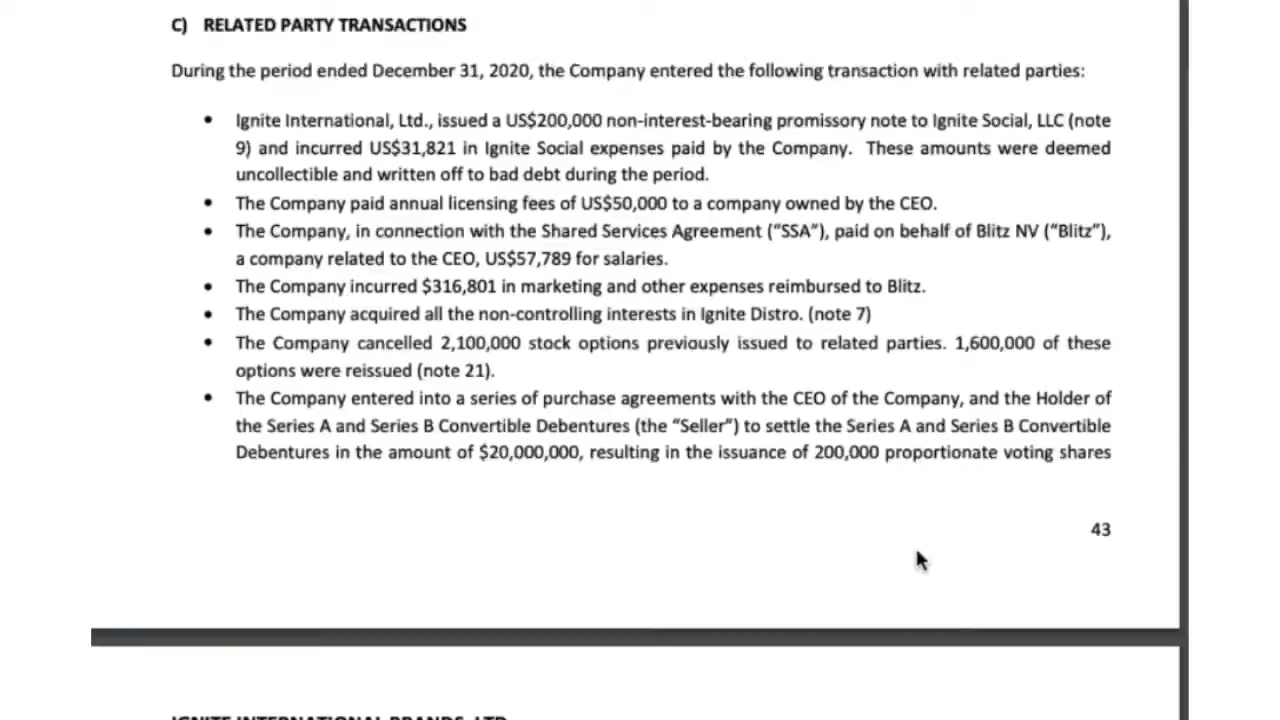 C) RELATED PARTY TRANSACTIONS
During the period ended December 31, 2020, the Company entered the following transaction with related parties:
• Ignite International, Ltd., issued a US$200,000 non-interest-bearing promissory note to Ignite Social, LLC (note
9) and incurred US$31,821 in Ignite Social expenses paid by the Company. These amounts were deemed
uncollectible and written off to bad debt during the period.
• The Company paid annual licensing fees of US$50,000 to a company owned by the CEO.
• The Company, in connection with the Shared Services Agreement (“SSA”), paid on behalf of Blitz NV (“Blitz”),
a company related to the CEO, US$57,789 for salaries.
• The Company incurred $316,801 in marketing and other expenses reimbursed to Blitz.
• The Company acquired all the non-controlling interests in Ignite Distro. (note 7)
• The Company cancelled 2,100,000 stock options previously issued to related parties. 1,600,000 of these
options were reissued (note 21).
• The Company entered into a series of purchase agreements with the CEO of the Company, and the Holder of
the Series A and Series B Convertible Debentures (the “Seller”) to settle the Series A and Series B Convertible
Debentures in the amount of $20,000,000, resulting in the issuance of 200,000 proportionate voting shares
43
IGNITE INTERNATIONAL BRANDS, LTD